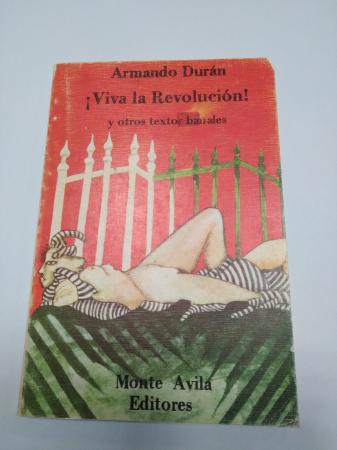 Armando Durán
¡Viva la Revolución!
y otros textos banales
Monte Avila
Editores